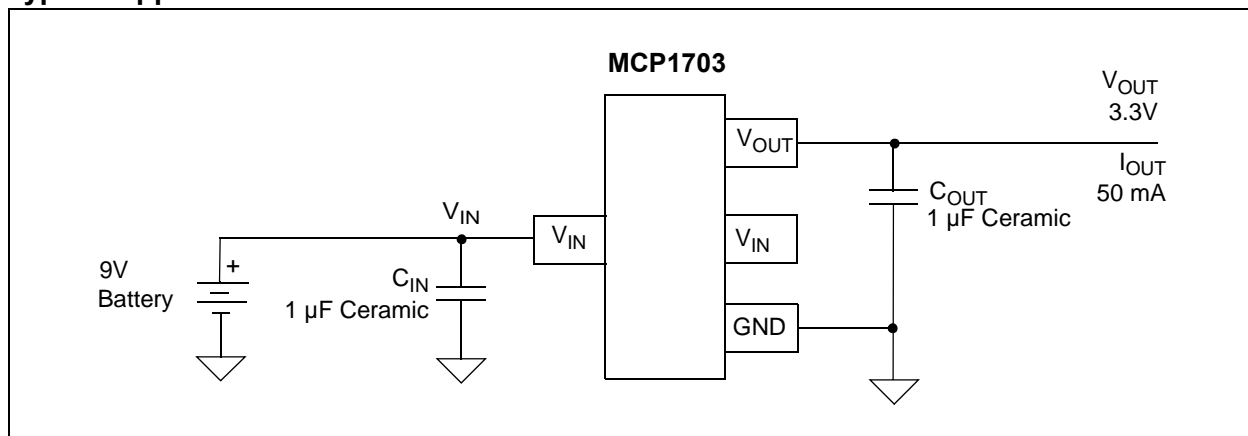 MCP1703
V_OUT
3.3V
V_OUT
I_OUT
50 mA
C_OUT
1 µF Ceramic
V_IN
V_IN
V_IN
9V
Battery
+
C_IN
1 µF Ceramic
GND